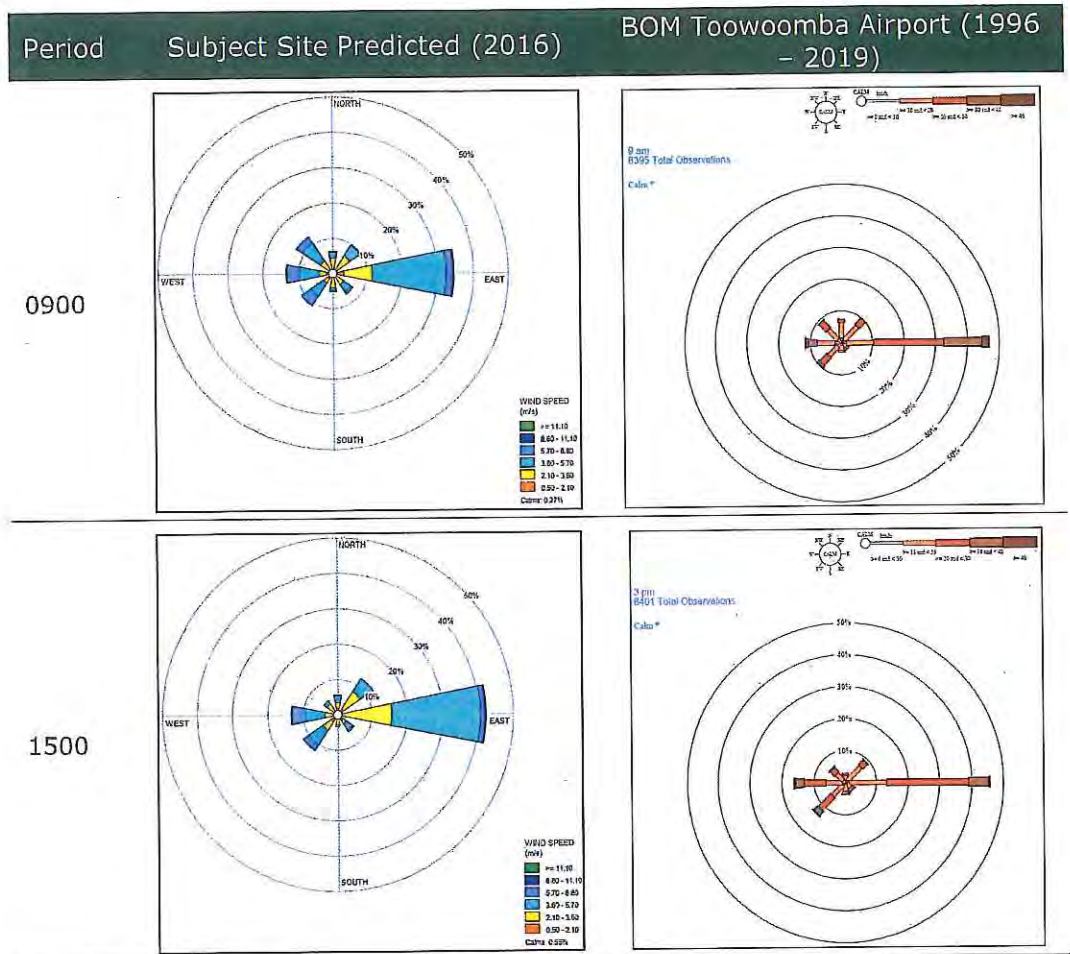 Period
Subject Site Predicted (2016)
BOM Toowoomba Airport (1996
– 2019)
0900
NORTH
50%
40%
30%
20%
10%
WEST
EAST
SOUTH
WIND SPEED
(m/s)
>= 11.10
8.80 - 11.10
5.70 - 8.80
3.60 - 5.70
2.10 - 3.60
0.50 - 2.10
CALM
9 am
8395 Total Observations
Calm *
10%
20%
30%
40%
50%
1500
NORTH
50%
40%
30%
20%
10%
WEST
EAST
SOUTH
WIND SPEED
(m/s)
>= 11.10
8.80 - 11.10
5.70 - 8.80
3.60 - 5.70
2.10 - 3.60
0.50 - 2.10
CALM
3 pm
8401 Total Observations
Calm *
50%
40%
30%
20%
10%